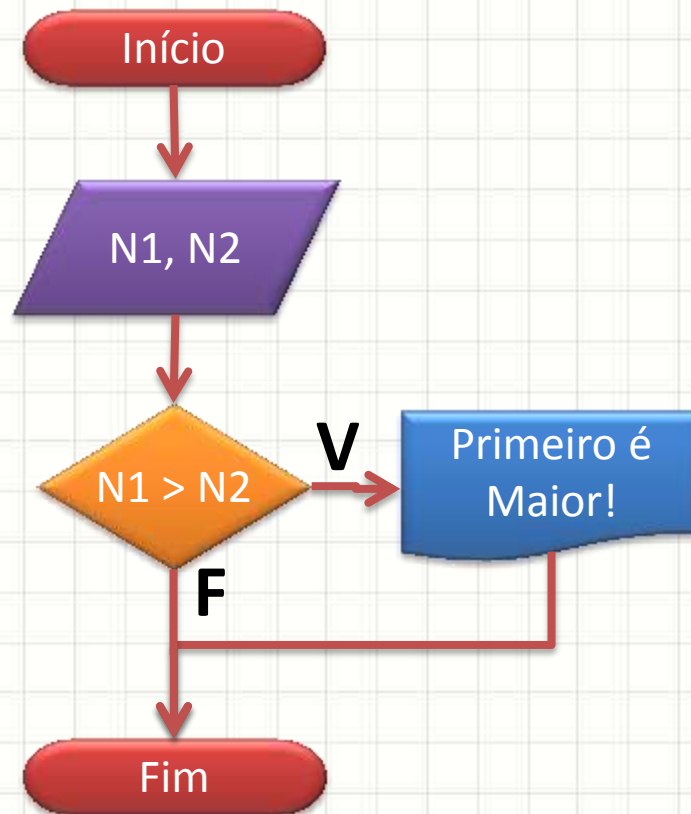 Início
N1, N2
N1 > N2
V
Primeiro é
Maior!
F
Fim